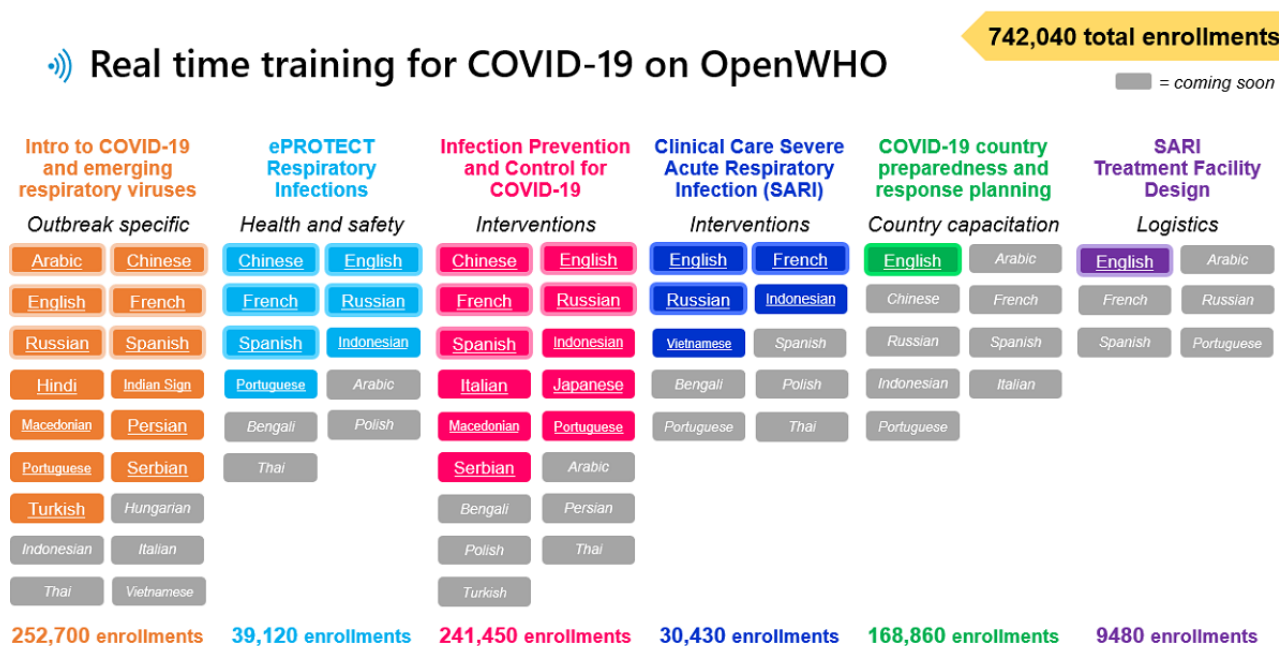 742,040 total enrollments
Real time training for COVID-19 on OpenWHO
= coming soon
Intro to COVID-19
and emerging
respiratory viruses
Outbreak specific
Arabic Chinese
English French
Russian Spanish
Hindi Indian Sign
Macedonian Persian
Portuguese Serbian
Turkish Hungarian
Indonesian Italian
Thai Vietnamese
252,700 enrollments
ePROTECT
Respiratory
Infections
Health and safety
Chinese English
French Russian
Spanish Indonesian
Portuguese Arabic
Bengali Polish
Thai
39,120 enrollments
Infection Prevention
and Control for
COVID-19
Interventions
Chinese English
French Russian
Spanish Indonesian
Italian Japanese
Macedonian Portuguese
Serbian Arabic
Bengali Persian
Polish Thai
Turkish
241,450 enrollments
Clinical Care Severe
Acute Respiratory
Infection (SARI)
Interventions
English French
Russian Indonesian
Vietnamese Spanish
Bengali Polish
Portuguese Thai
30,430 enrollments
COVID-19 country
preparedness and
response planning
Country capacitation
English Arabic
Chinese French
Russian Spanish
Indonesian Italian
Portuguese
168,860 enrollments
SARI
Treatment Facility
Design
Logistics
English Arabic
French Russian
Spanish Portuguese
9480 enrollments